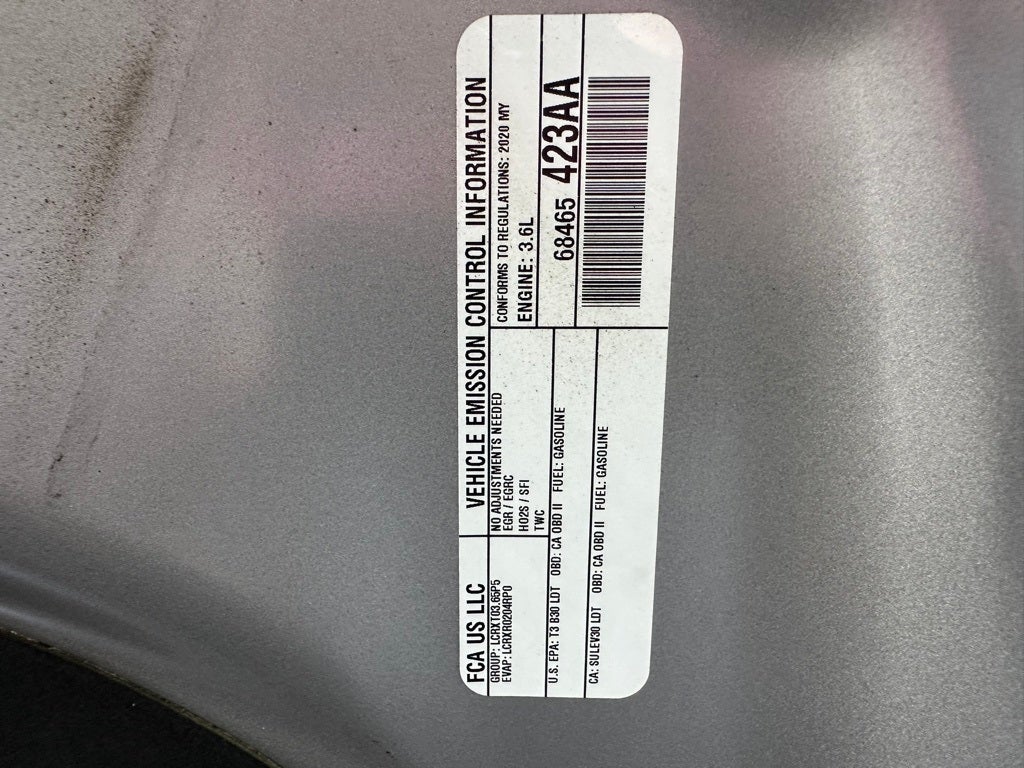 FCA US LLC
VEHICLE EMISSION CONTROL INFORMATION
GROUP: LCRXT03.65P5
EVAP: LCRXR0204RP0
NO ADJUSTMENTS NEEDED
EGR / EGRC
HO2S / SFI
TWC
CONFORMS TO REGULATIONS: 2020 MY
ENGINE: 3.6L
U.S. EPA: T3 B30 LDT OBD: CA OBD II FUEL: GASOLINE
CA: SULEV30 LDT OBD: CA OBD II FUEL: GASOLINE
68465 423AA